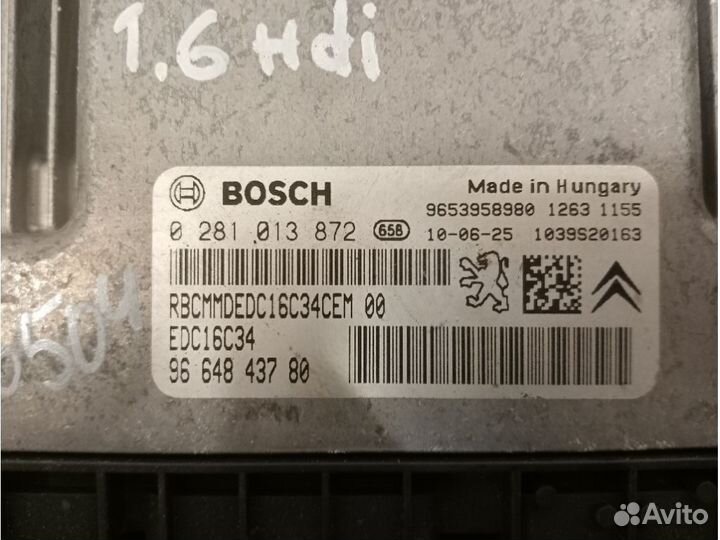 1.6 Hdi
BOSCH
Made in Hungary
9653958980 1263 1155
0 281 013 872 658 10-06-25 1039S20163
RBCMMDEDC16C34CEM 00
EDC16C34
96 648 437 80
504
Avito